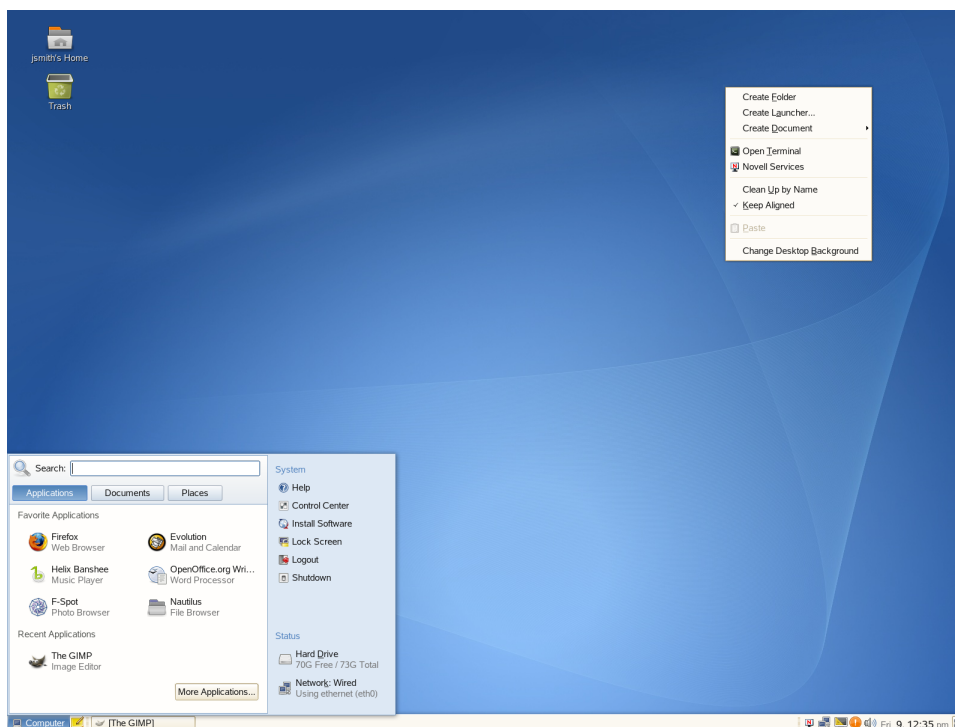 jsmith's Home
Trash
Create Folder
Create Launcher...
Create Document
Open Terminal
Novell Services
Clean Up by Name
Keep Aligned
Paste
Change Desktop Background
Search:
Applications
Documents
Places
Favorite Applications
Firefox
Web Browser
Evolution
Mail and Calendar
Helix Banshee
Music Player
OpenOffice.org Wri...
Word Processor
F-Spot
Photo Browser
Nautilus
File Browser
Recent Applications
The GIMP
Image Editor
More Applications...
System
Help
Control Center
Install Software
Lock Screen
Logout
Shutdown
Status
Hard Drive
70G Free / 73G Total
Network: Wired
Using ethernet (eth0)
Computer
[The GIMP]
Fri 9, 12:35 pm